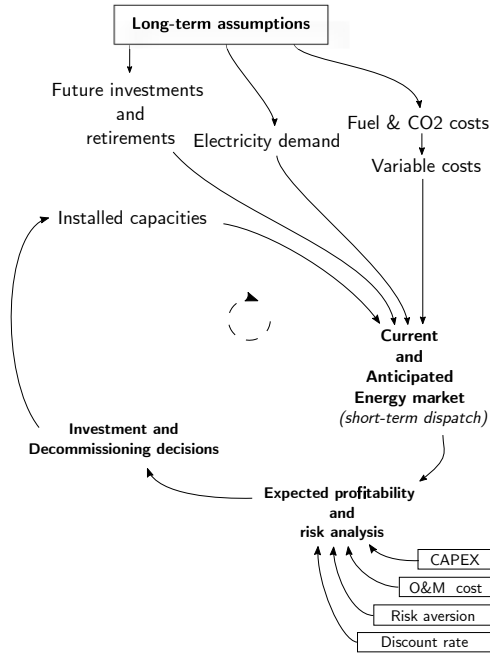 Long-term assumptions
Future investments
and
retirements
Electricity demand
Fuel & CO2 costs
Variable costs
Installed capacities
Current
and
Anticipated
Energy market
(short-term dispatch)
Investment and
Decommissioning decisions
Expected profitability
and
risk analysis
CAPEX
O&M cost
Risk aversion
Discount rate